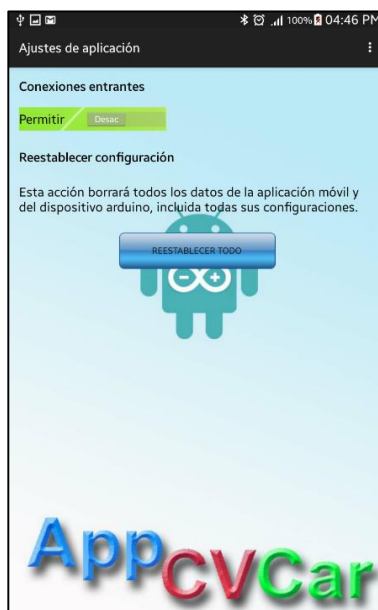 100% 04:46 PM
Ajustes de aplicación
Conexiones entrantes
Permitir Desac
Reestablecer configuración
Esta acción borrará todos los datos de la aplicación móvil y
del dispositivo arduino, incluida todas sus configuraciones.
REESTABLECER TODO
AppCVCar